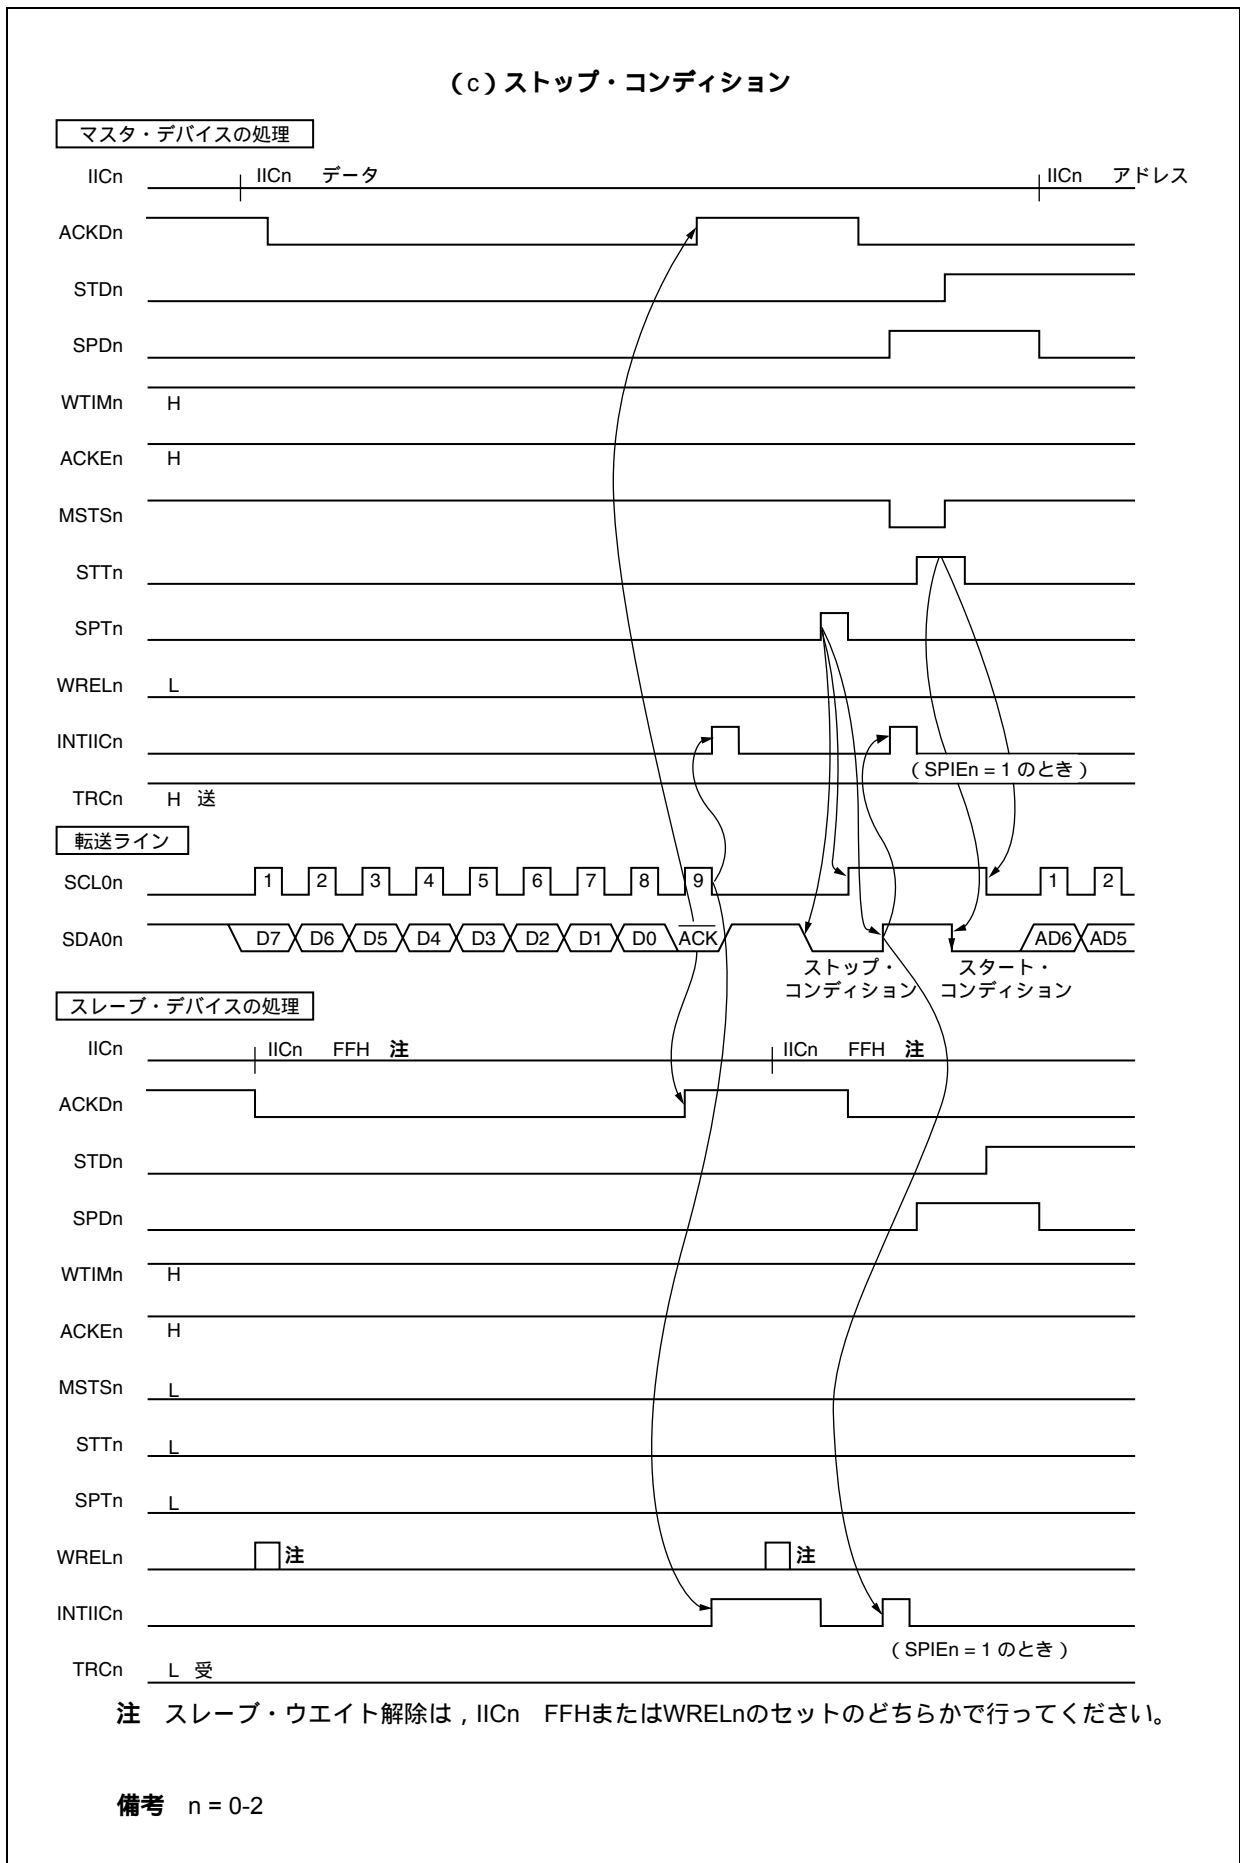 （c）ストップ・コンディション
マスタ・デバイスの処理
IICn IICn データ IICn アドレス
ACKDn
STDn
SPDn
WTIMn H
ACKEn H
MSTSn
STTn
SPTn
WRELn L
INTIICn
（SPIEn = 1 のとき）
TRCn H 送
転送ライン
SCL0n 1 2 3 4 5 6 7 8 9 1 2
SDA0n D7 D6 D5 D4 D3 D2 D1 D0 ACK AD6 AD5
ストップ・ スタート・
コンディション コンディション
スレーブ・デバイスの処理
IICn IICn FFH 注 IICn FFH 注
ACKDn
STDn
SPDn
WTIMn H
ACKEn H
MSTSn L
STTn L
SPTn L
WRELn 注 注
INTIICn
（SPIEn = 1 のとき）
TRCn L 受
注 スレーブ・ウエイト解除は，IICn FFHまたはWRELnのセットのどちらかで行ってください。
備考 n = 0-2